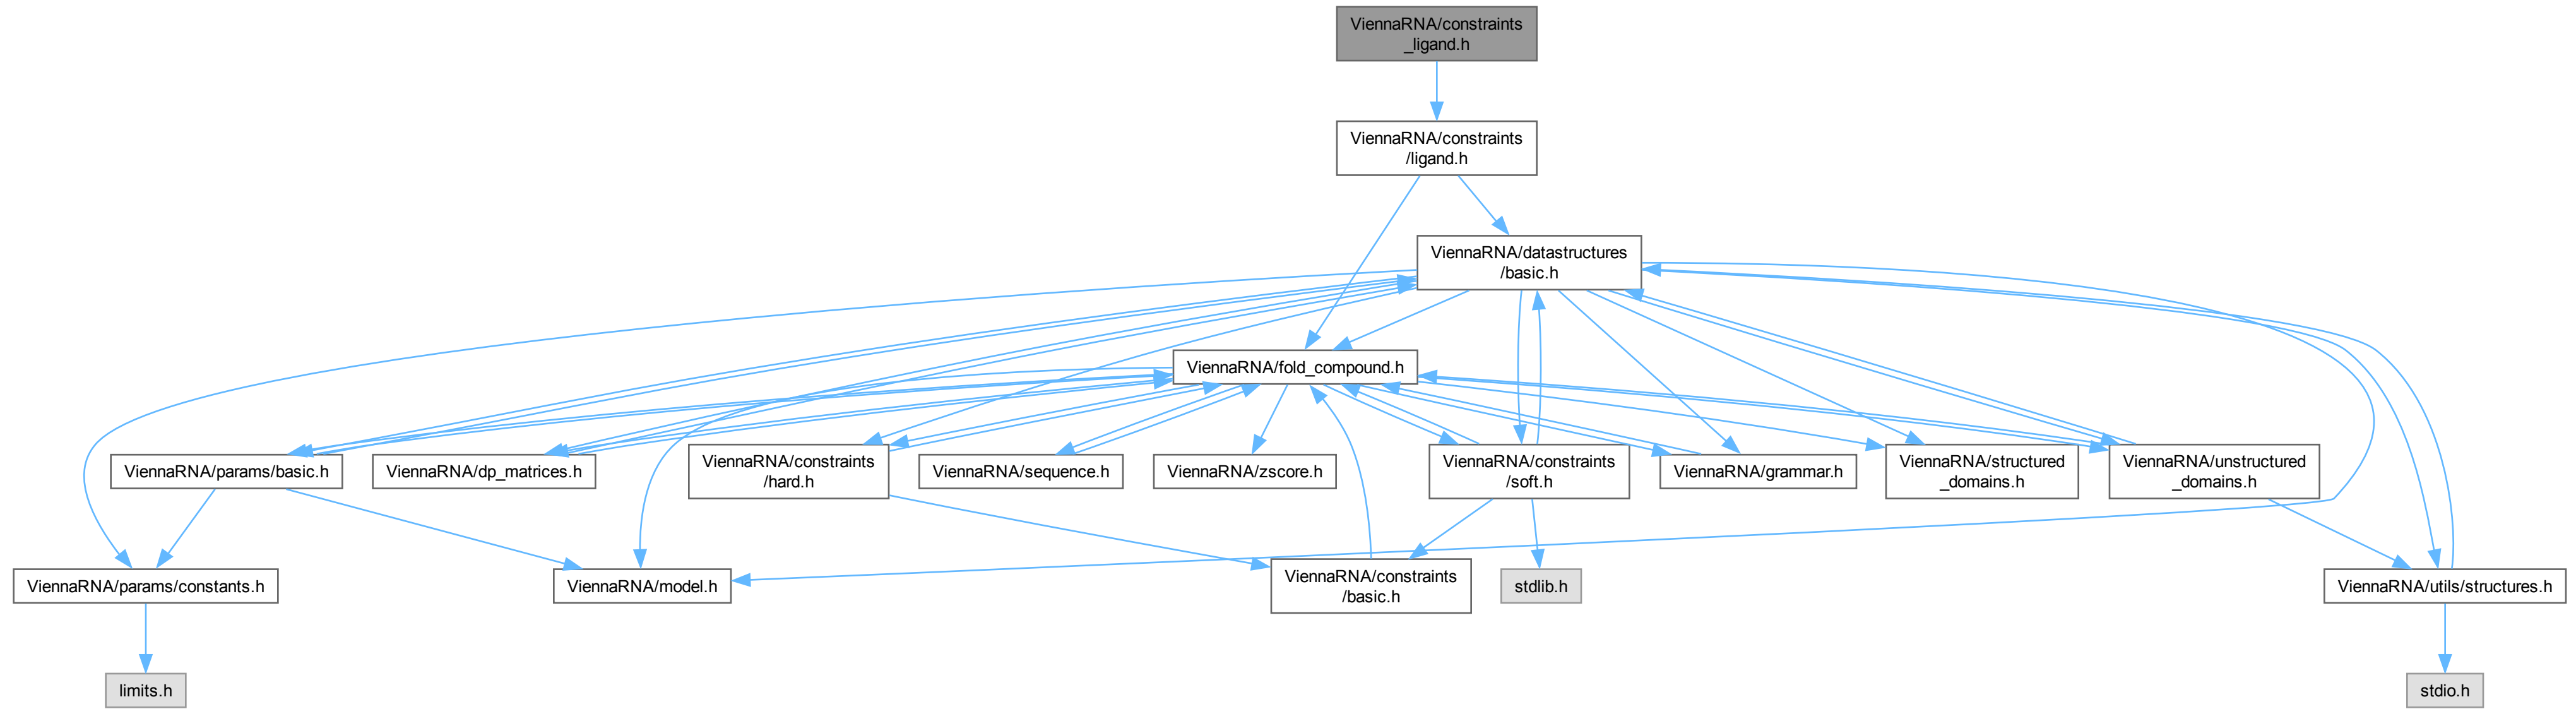 ViennaRNA/constraints
_ligand.h
ViennaRNA/constraints
/ligand.h
ViennaRNA/datastructures
/basic.h
ViennaRNA/fold_compound.h
ViennaRNA/params/basic.h
ViennaRNA/dp_matrices.h
ViennaRNA/constraints
/hard.h
ViennaRNA/sequence.h
ViennaRNA/zscore.h
ViennaRNA/constraints
/soft.h
ViennaRNA/grammar.h
ViennaRNA/structured
_domains.h
ViennaRNA/unstructured
_domains.h
ViennaRNA/params/constants.h
ViennaRNA/model.h
ViennaRNA/constraints
/basic.h
stdlib.h
ViennaRNA/utils/structures.h
limits.h
stdio.h